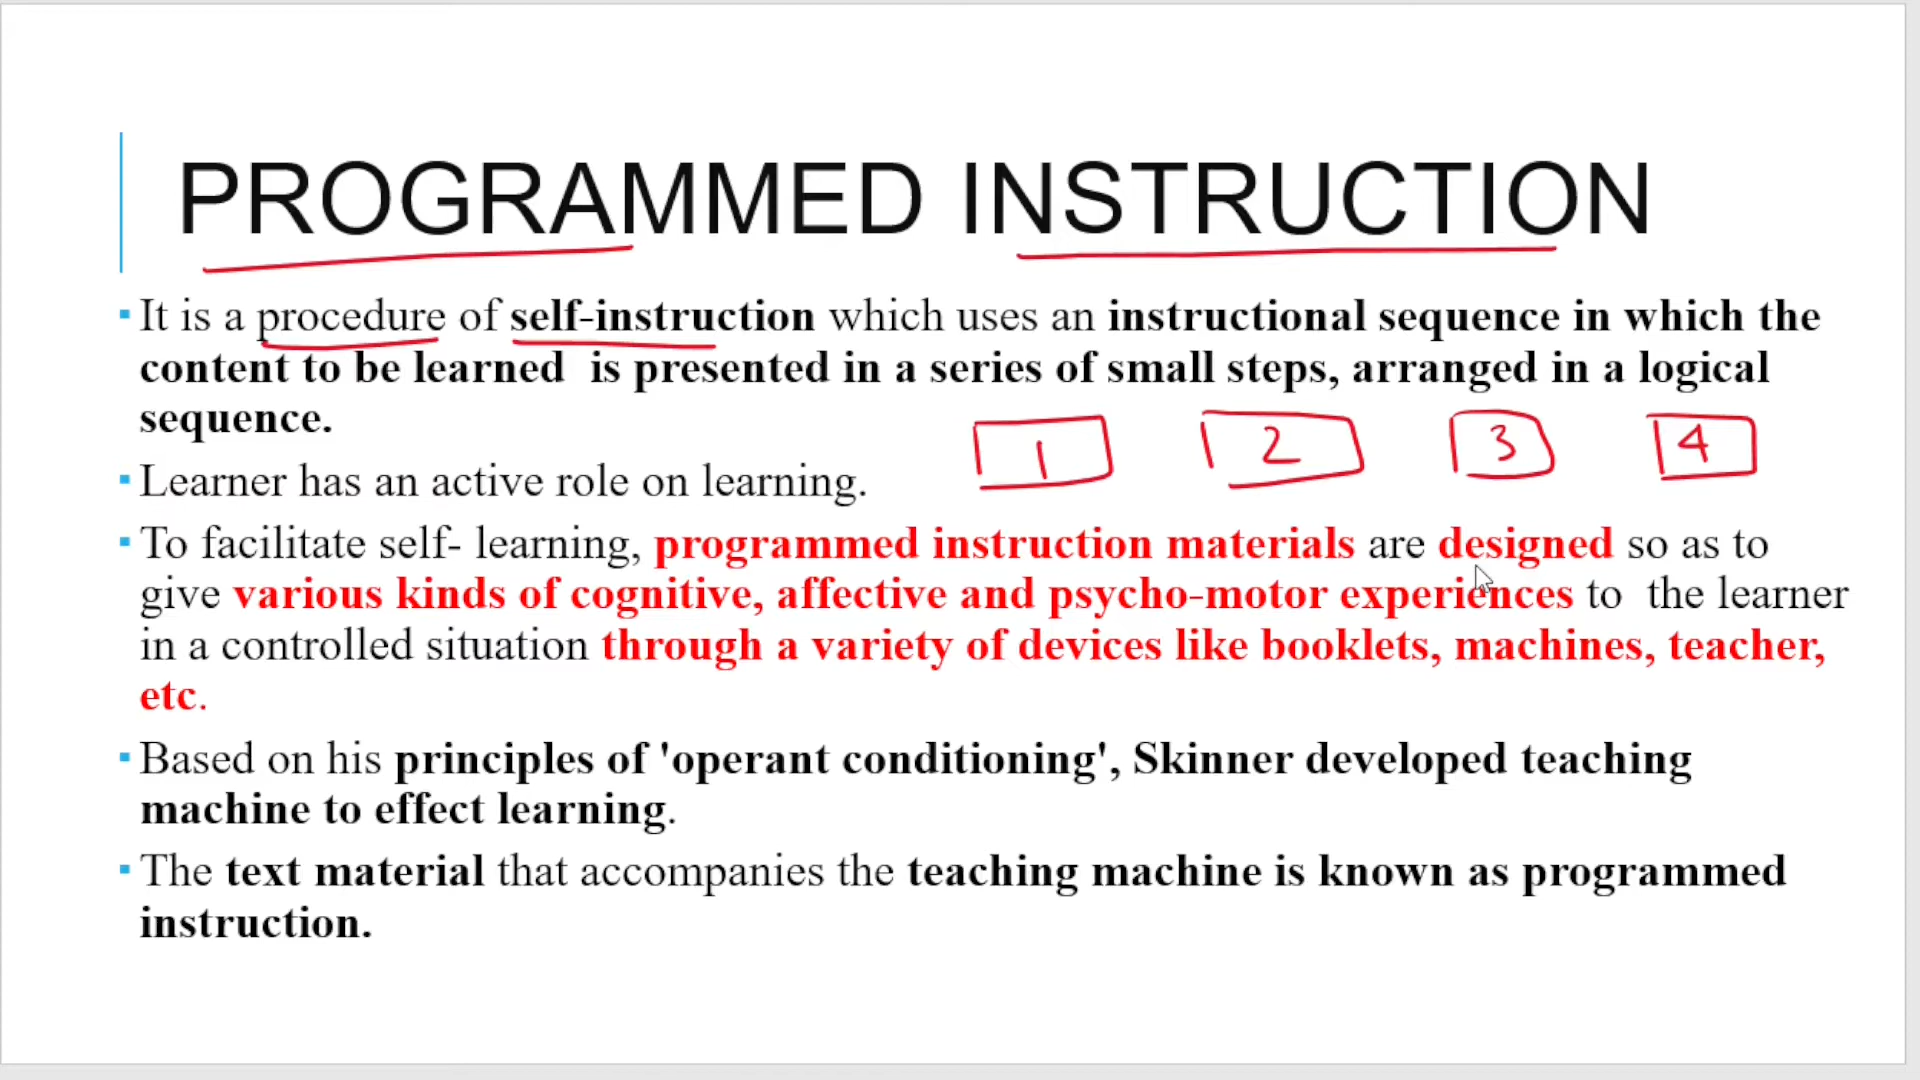 PROGRAMMED INSTRUCTION
It is a procedure of self-instruction which uses an instructional sequence in which the
content to be learned is presented in a series of small steps, arranged in a logical
sequence.
1 2 3 4
Learner has an active role on learning.
To facilitate self- learning, programmed instruction materials are designed so as to
give various kinds of cognitive, affective and psycho-motor experiences to the learner
in a controlled situation through a variety of devices like booklets, machines, teacher,
etc.
Based on his principles of 'operant conditioning', Skinner developed teaching
machine to effect learning.
The text material that accompanies the teaching machine is known as programmed
instruction.